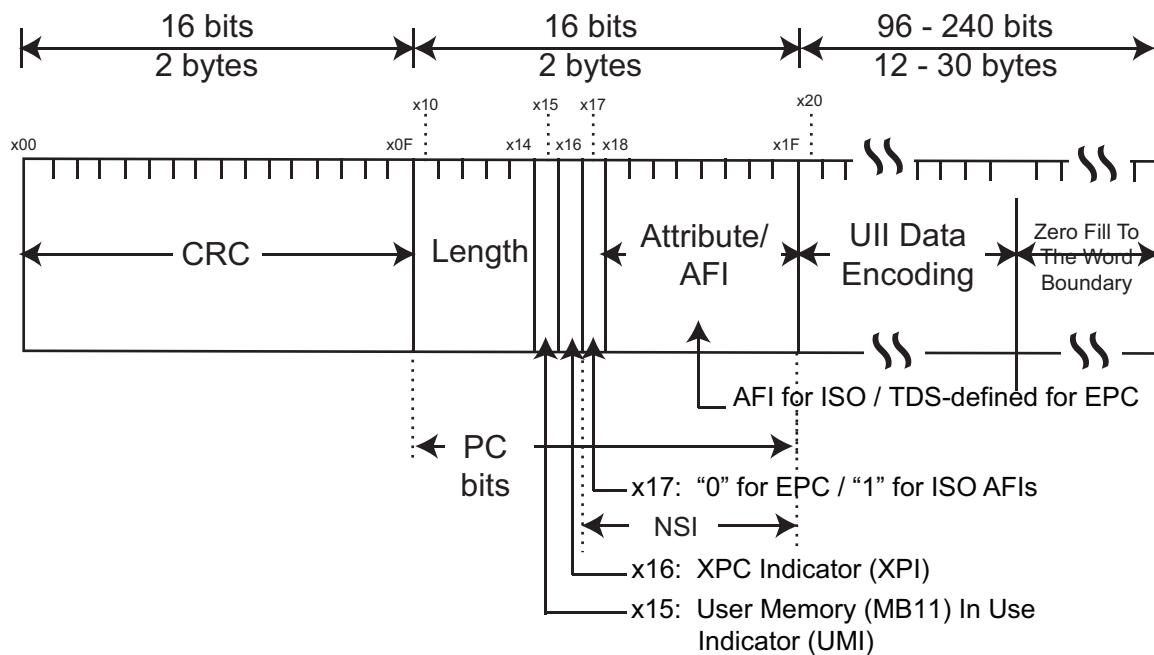 16 bits
2 bytes
16 bits
2 bytes
96 - 240 bits
12 - 30 bytes
x10
x15
x17
x20
x00
x0F
x14
x16
x18
x1F
CRC
Length
Attribute/
AFI
UII Data
Encoding
Zero Fill To
The Word
Boundary
AFI for ISO / TDS-defined for EPC
PC
bits
x17: “0” for EPC / “1” for ISO AFIs
NSI
x16: XPC Indicator (XPI)
x15: User Memory (MB11) In Use
Indicator (UMI)